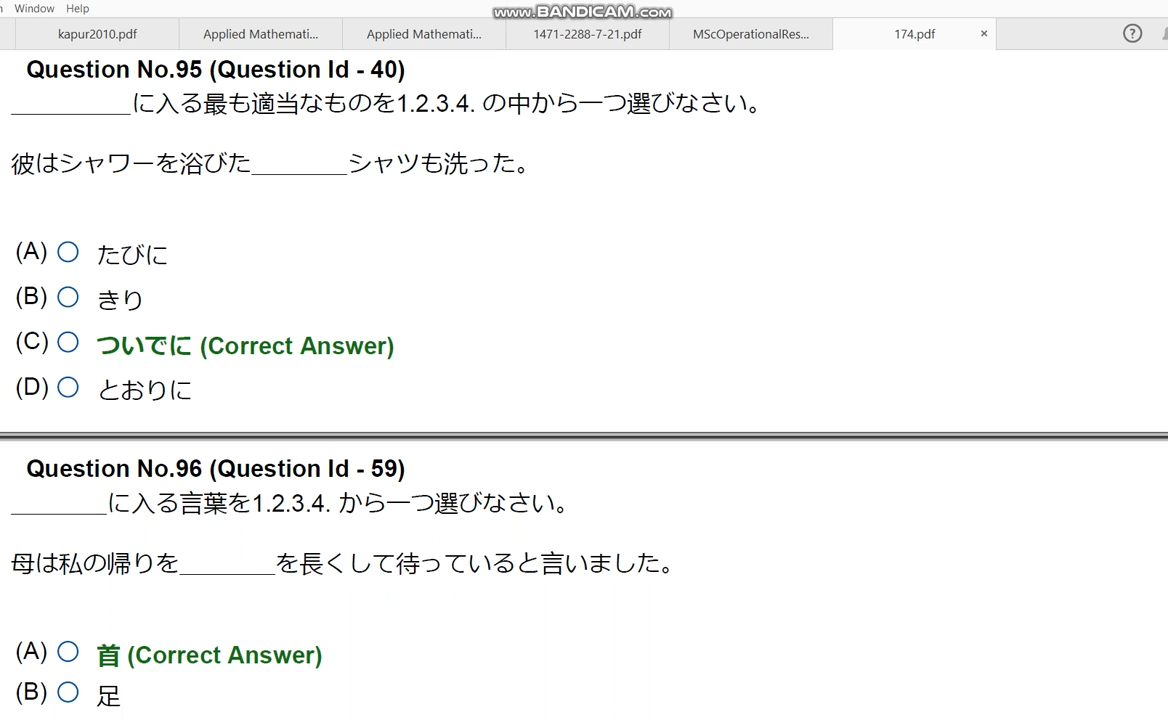 Window Help
www.BANDICAM.com
kapur2010.pdf Applied Mathemati... Applied Mathemati... 1471-2288-7-21.pdf MScOperationalRes... 174.pdf × ?
Question No.95 (Question Id - 40)
__________に入る最も適当なものを1.2.3.4. の中から一つ選びなさい。
彼はシャワーを浴びた________シャツも洗った。
(A) たびに
(B) きり
(C) ついでに (Correct Answer)
(D) とおりに
Question No.96 (Question Id - 59)
________に入る言葉を1.2.3.4. から一つ選びなさい。
母は私の帰りを________を長くして待っていると言いました。
(A) 首 (Correct Answer)
(B) 足